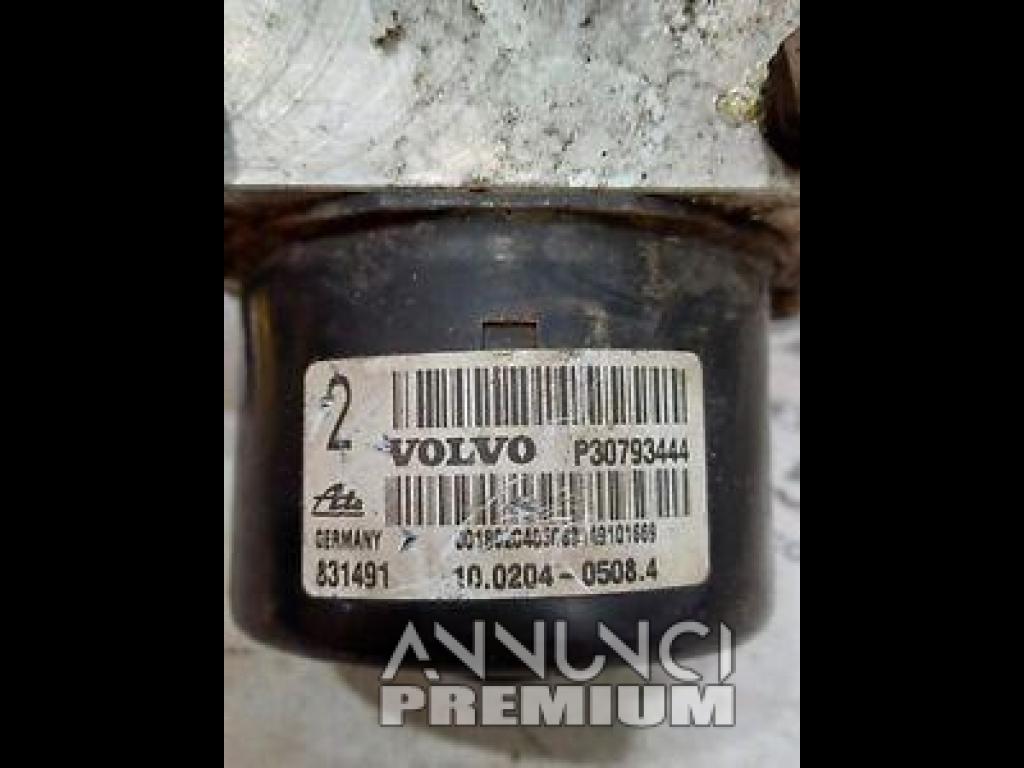 2
VOLVO P30793444
Ate
GERMANY
831491 10.0204-0508.4
ANNUNCI
PREMIUM